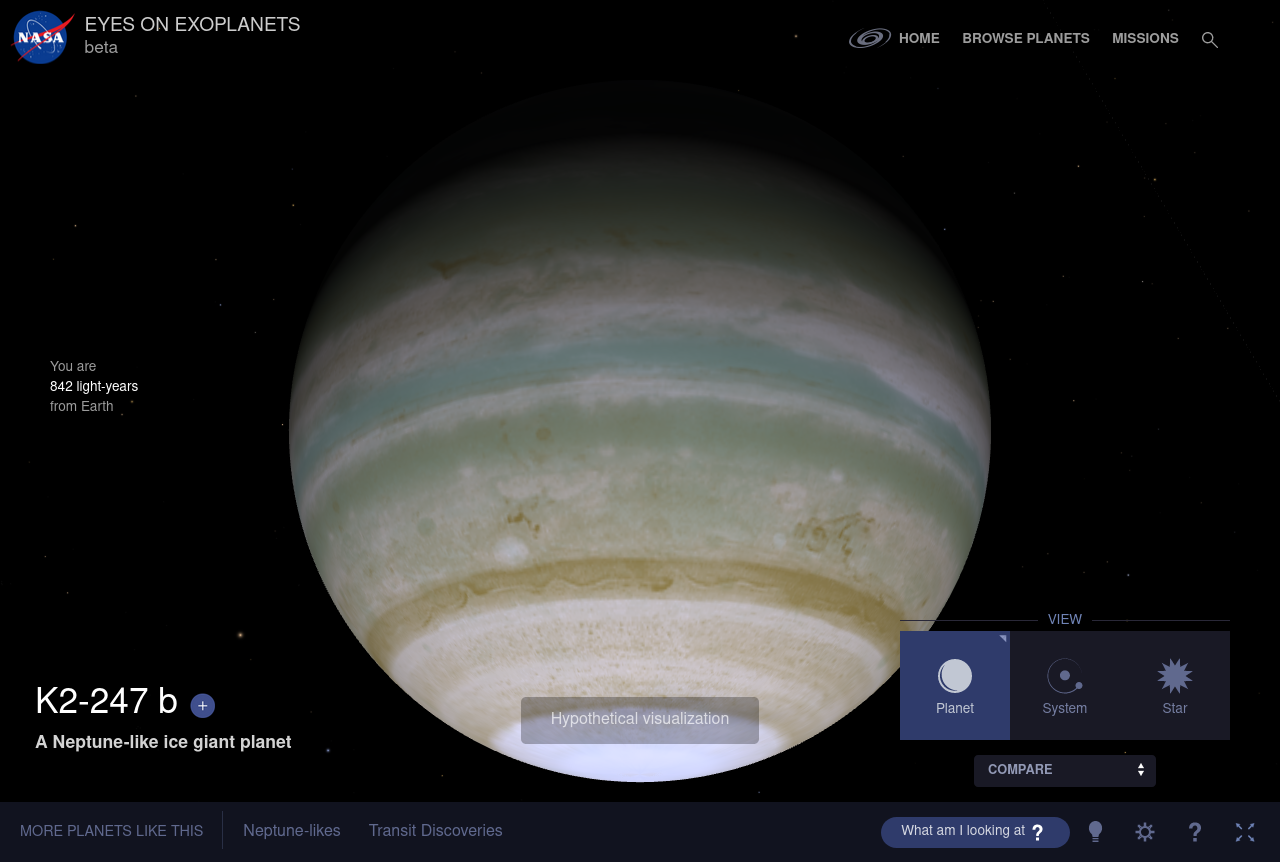 NASA
EYES ON EXOPLANETS
beta
HOME
BROWSE PLANETS
MISSIONS
You are
842 light-years
from Earth
VIEW
Planet
System
Star
K2-247 b +
A Neptune-like ice giant planet
Hypothetical visualization
COMPARE
MORE PLANETS LIKE THIS
Neptune-likes
Transit Discoveries
What am I looking at ?
?